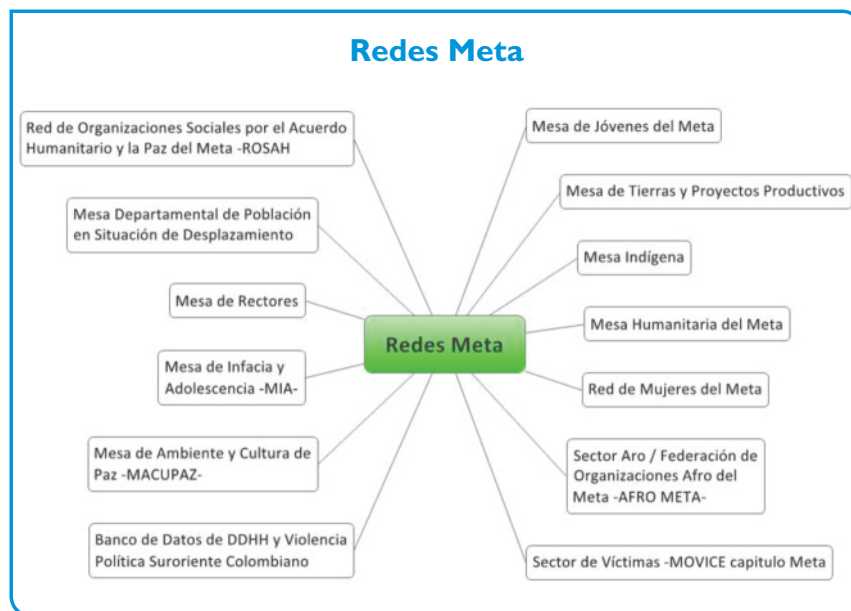 Redes Meta
Red de Organizaciones Sociales por el Acuerdo
Humanitario y la Paz del Meta -ROSAH
Mesa Departamental de Población
en Situación de Desplazamiento
Mesa de Rectores
Mesa de Infacia y
Adolescencia -MIA-
Mesa de Ambiente y Cultura de
Paz -MACUPAZ-
Banco de Datos de DDHH y Violencia
Política Suroriente Colombiano
Redes Meta
Mesa de Jóvenes del Meta
Mesa de Tierras y Proyectos Productivos
Mesa Indígena
Mesa Humanitaria del Meta
Red de Mujeres del Meta
Sector Aro / Federación de
Organizaciones Afro del
Meta -AFRO META-
Sector de Víctimas -MOVICE capitulo Meta